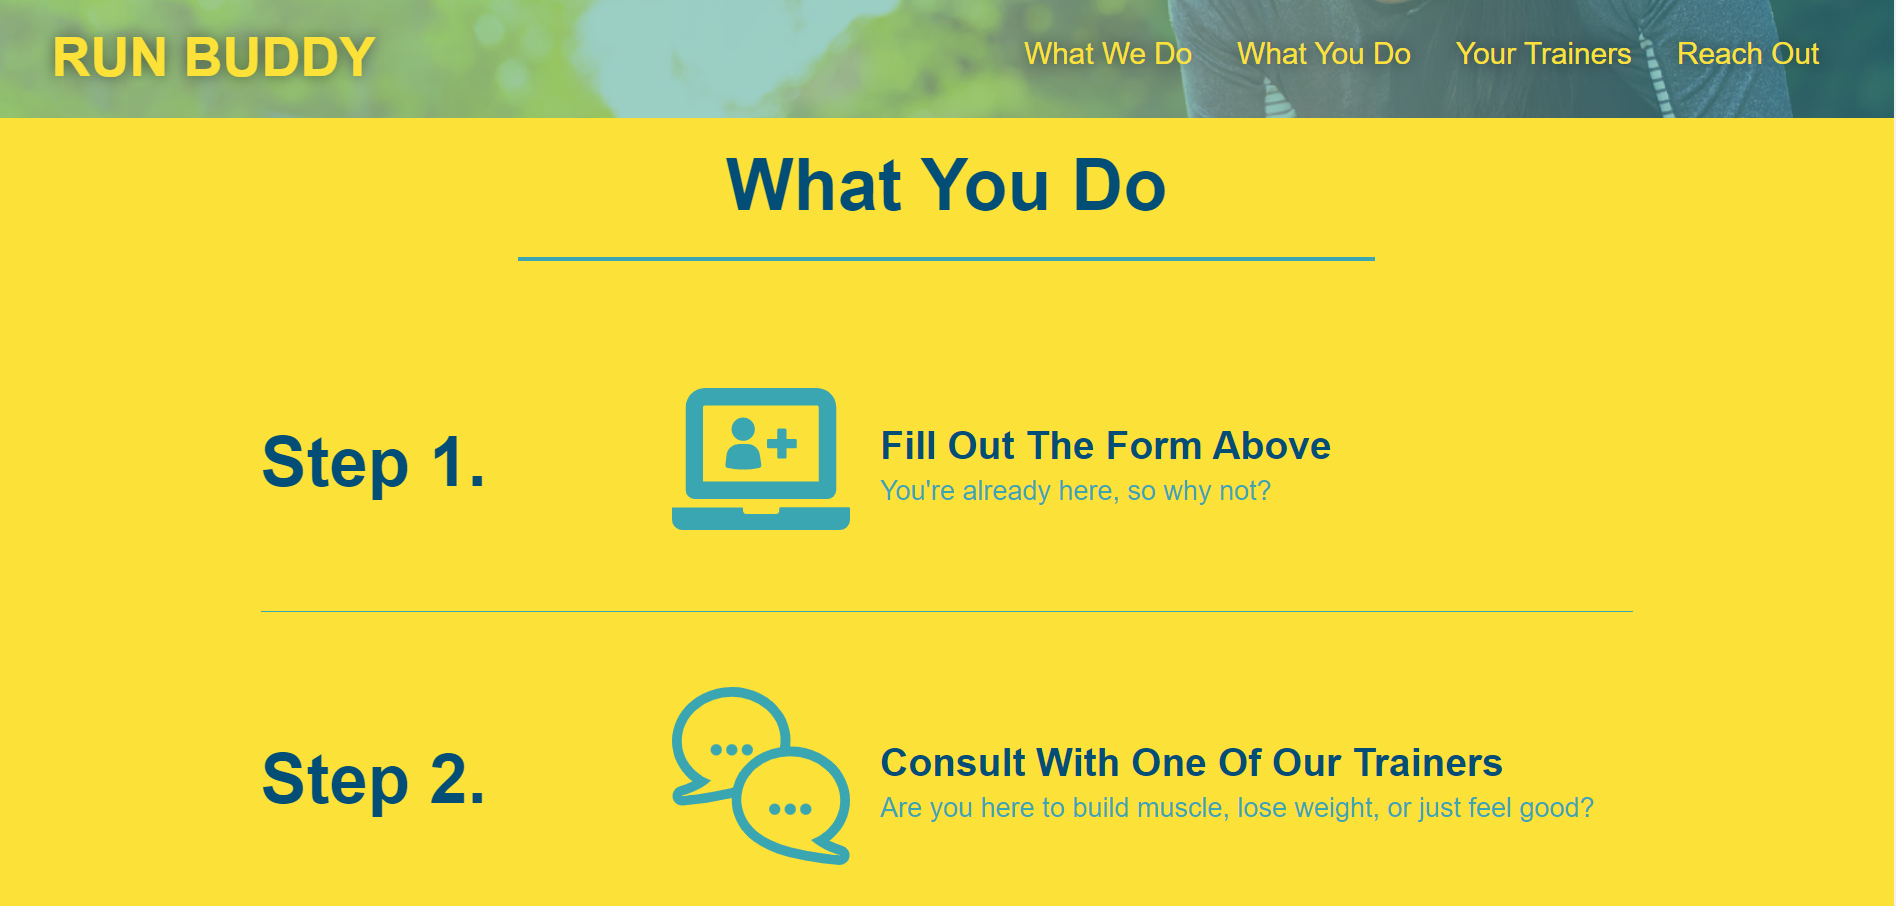 RUN BUDDY
What We Do What You Do Your Trainers Reach Out
What You Do
Step 1.
Fill Out The Form Above
You're already here, so why not?
Step 2.
Consult With One Of Our Trainers
Are you here to build muscle, lose weight, or just feel good?